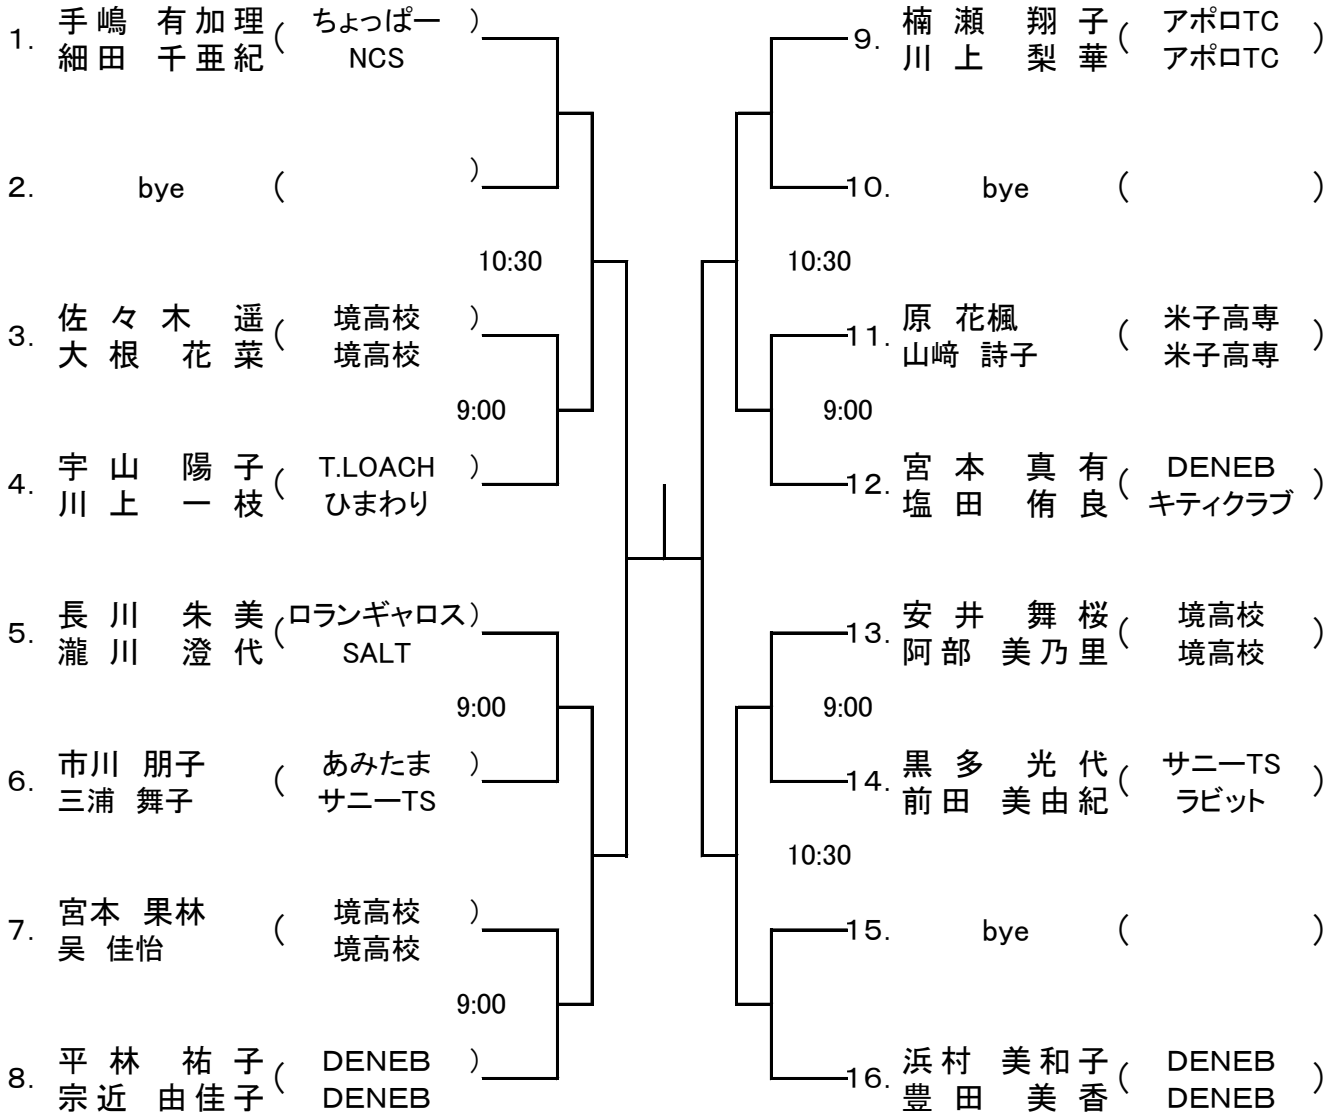 1. 手嶋 有加理 ( ちょっぱー )
細田 千亜紀 NCS
2. bye ( )
10:30
3. 佐々木 遥 ( 境高校 )
大根 花菜 境高校
9:00
4. 宇山 陽子 ( T.LOACH )
川上 一枝 ひまわり
5. 長川 朱美 ( ロランギャロス )
瀧川 澄代 SALT
9:00
6. 市川 朋子 ( あみたま )
三浦 舞子 サニーTS
7. 宮本 果林 ( 境高校 )
吴 佳怡 境高校
9:00
8. 平林 祐子 ( DENEB )
宗近 由佳子 DENEB
9. 楠瀬 翔子 ( アポロTC )
川上 梨華 アポロTC
10. bye ( )
10:30
11. 原 花楓 ( 米子高専 )
山﨑 詩子 米子高専
9:00
12. 宮本 真有 ( DENEB )
塩田 侑良 キティクラブ
13. 安井 舞桜 ( 境高校 )
阿部 美乃里 境高校
9:00
14. 黒多 光代 ( サニーTS )
前田 美由紀 ラビット
10:30
15. bye ( )
16. 浜村 美和子 ( DENEB )
豊田 美香 DENEB